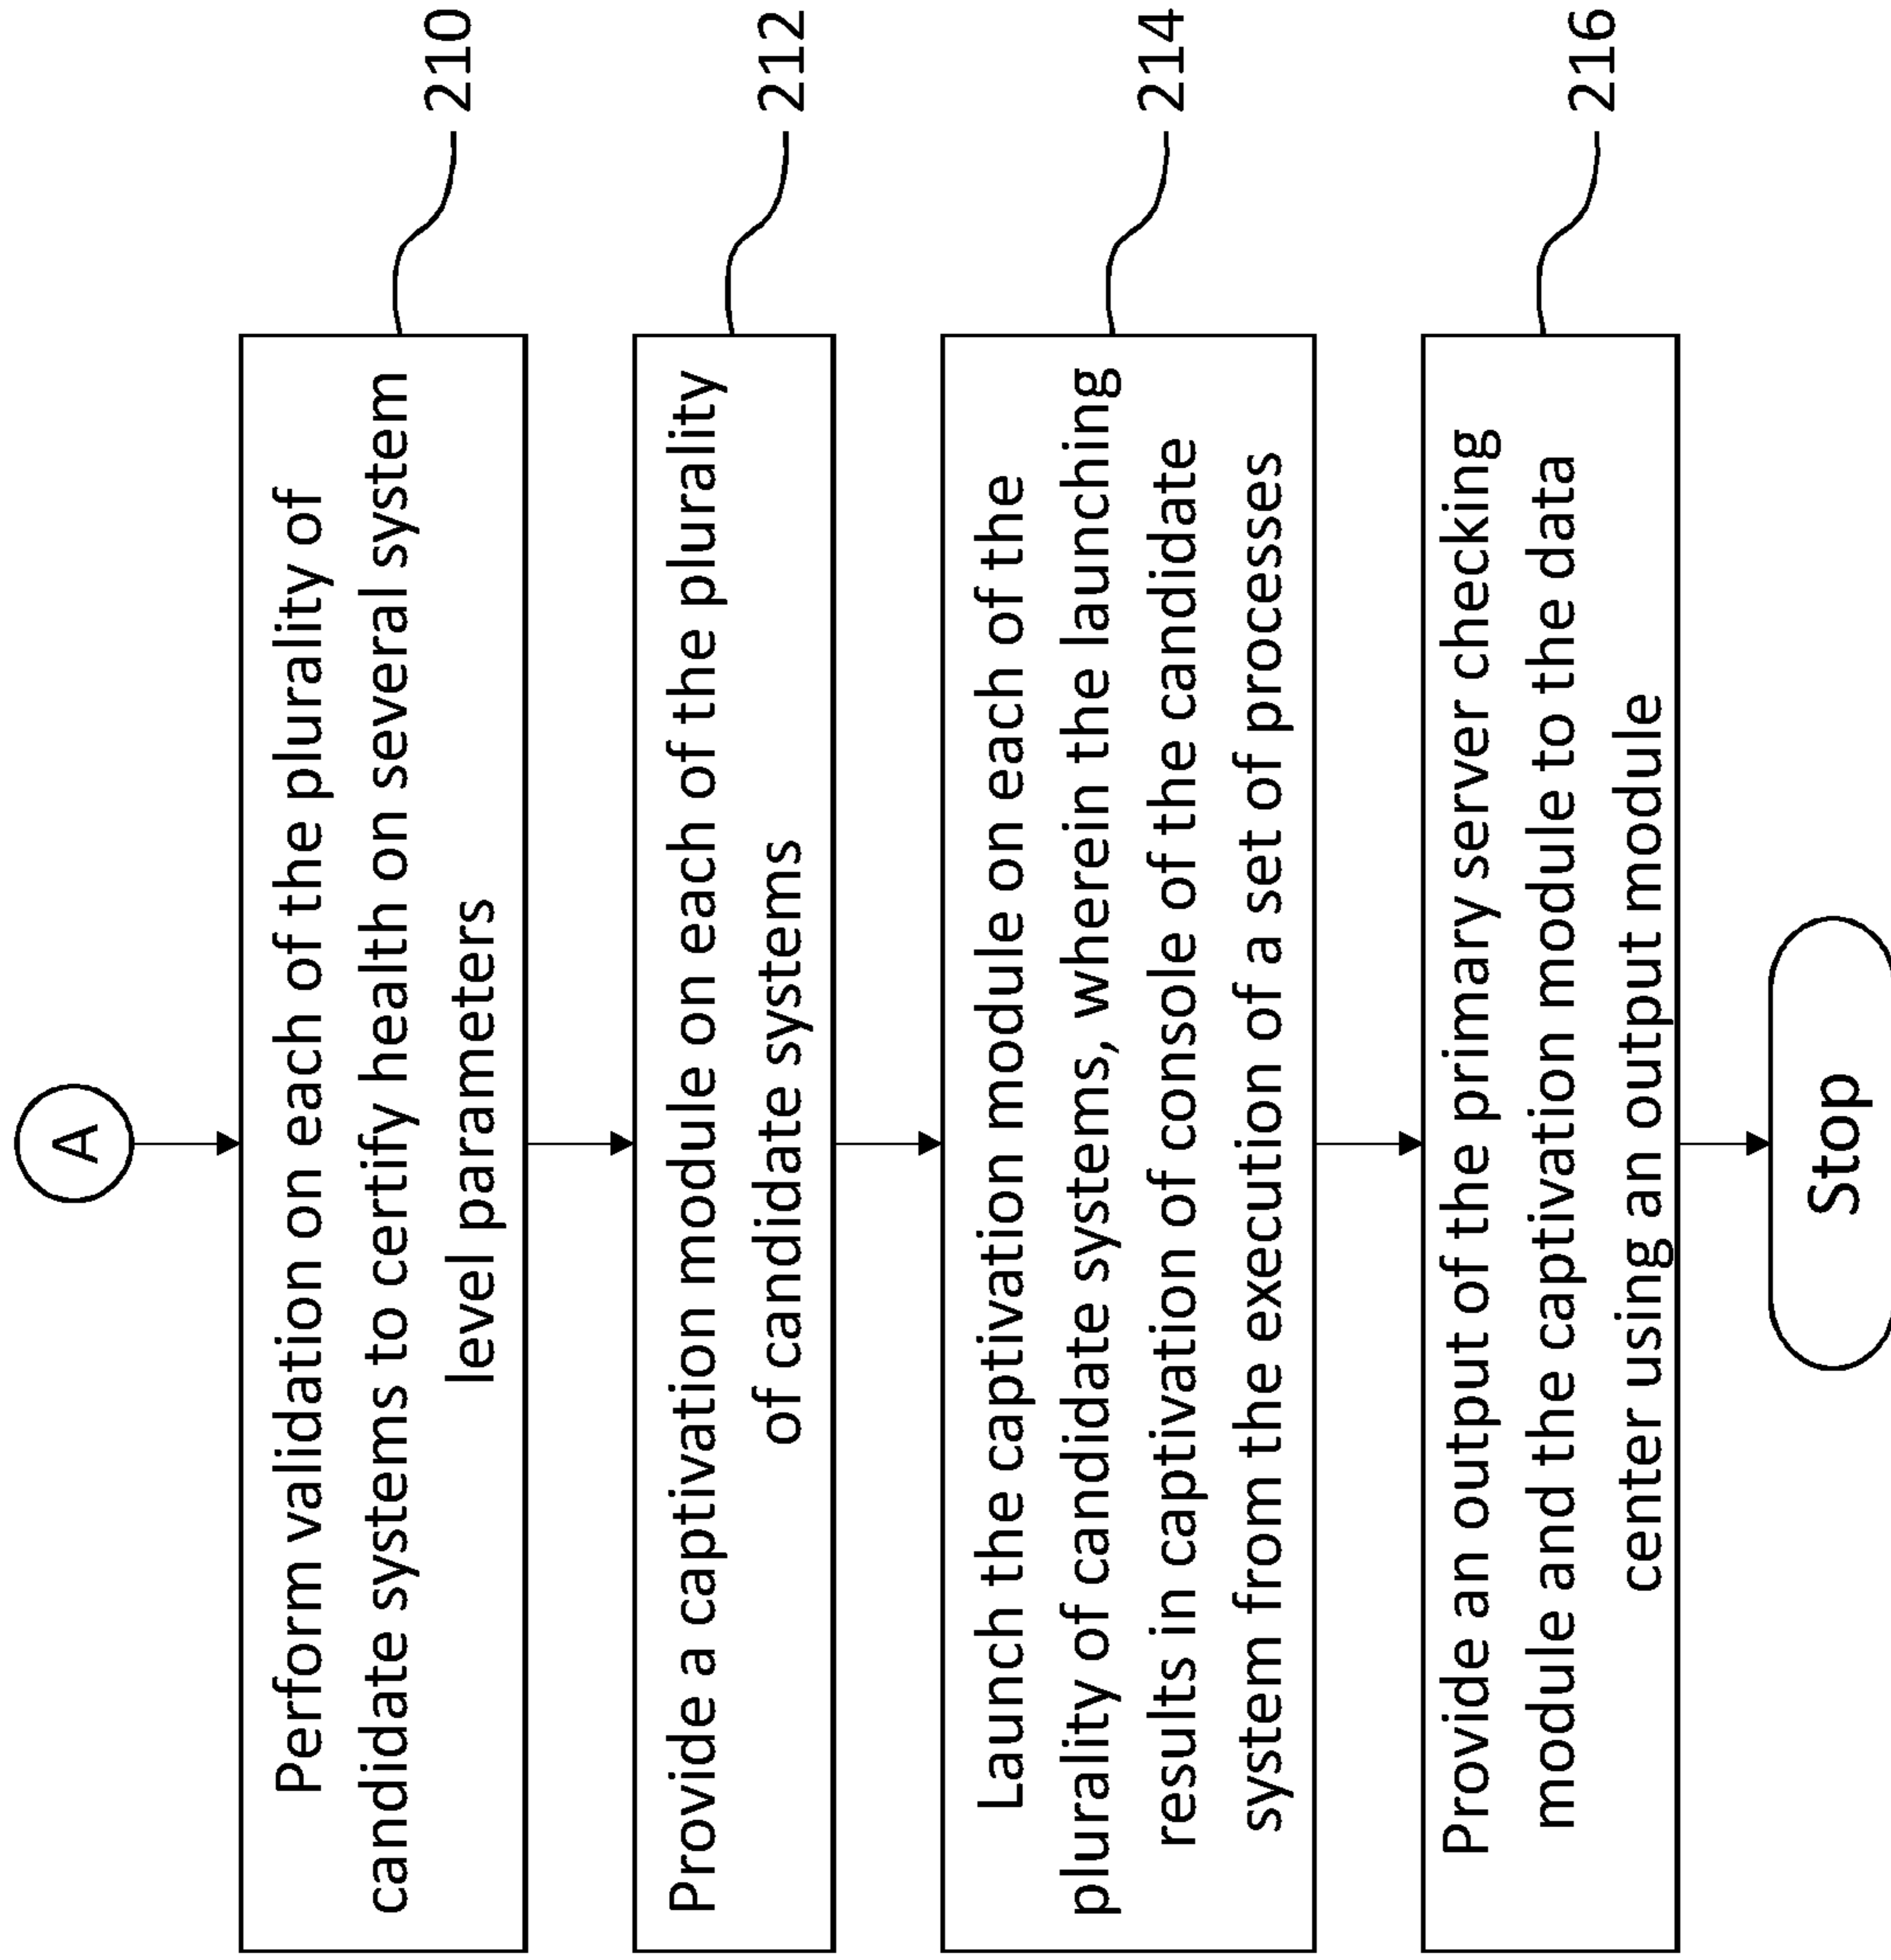 A
Perform validation on each of the plurality of
candidate systems to certify health on several system
level parameters
210
Provide a captivation module on each of the plurality
of candidate systems
212
Launch the captivation module on each of the
plurality of candidate systems, wherein the launching
results in captivation of console of the candidate
system from the execution of a set of processes
214
Provide an output of the primary server checking
module and the captivation module to the data
center using an output module
216
Stop